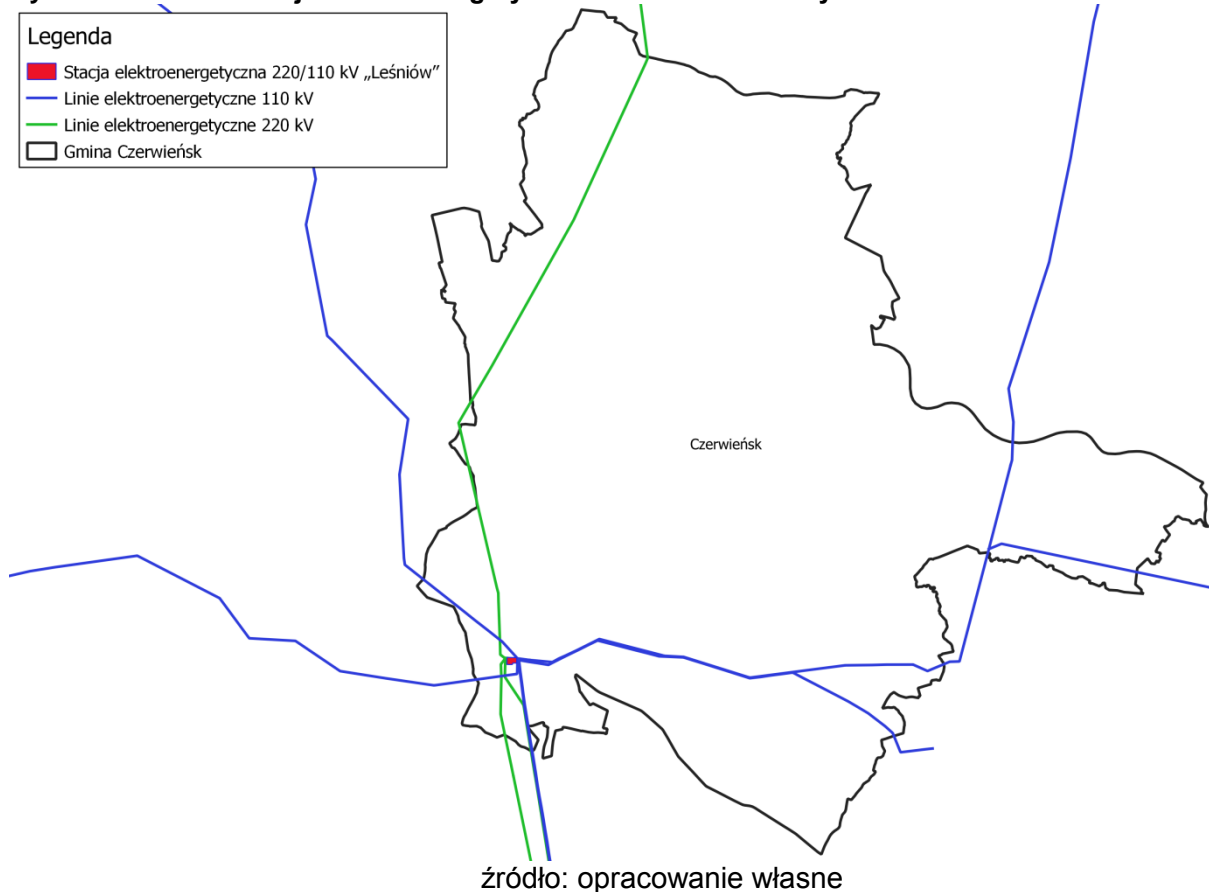 Legenda
Stacja elektroenergetyczna 220/110 kV „Leśniów”
Linie elektroenergetyczne 110 kV
Linie elektroenergetyczne 220 kV
Gmina Czerwieńsk
Czerwieńsk
źródło: opracowanie własne